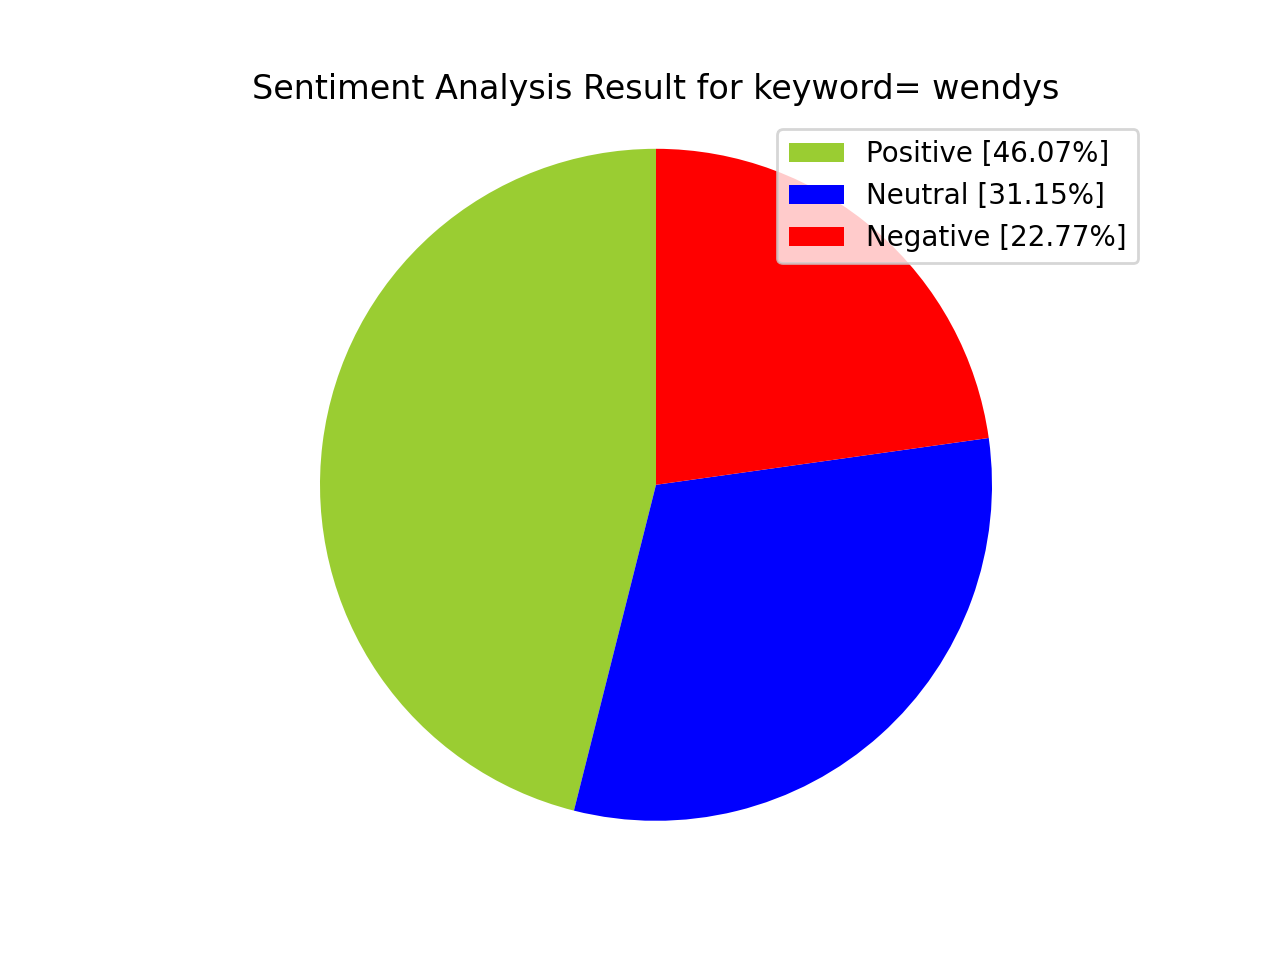 Sentiment Analysis Result for keyword= wendys
Positive [46.07%]
Neutral [31.15%]
Negative [22.77%]